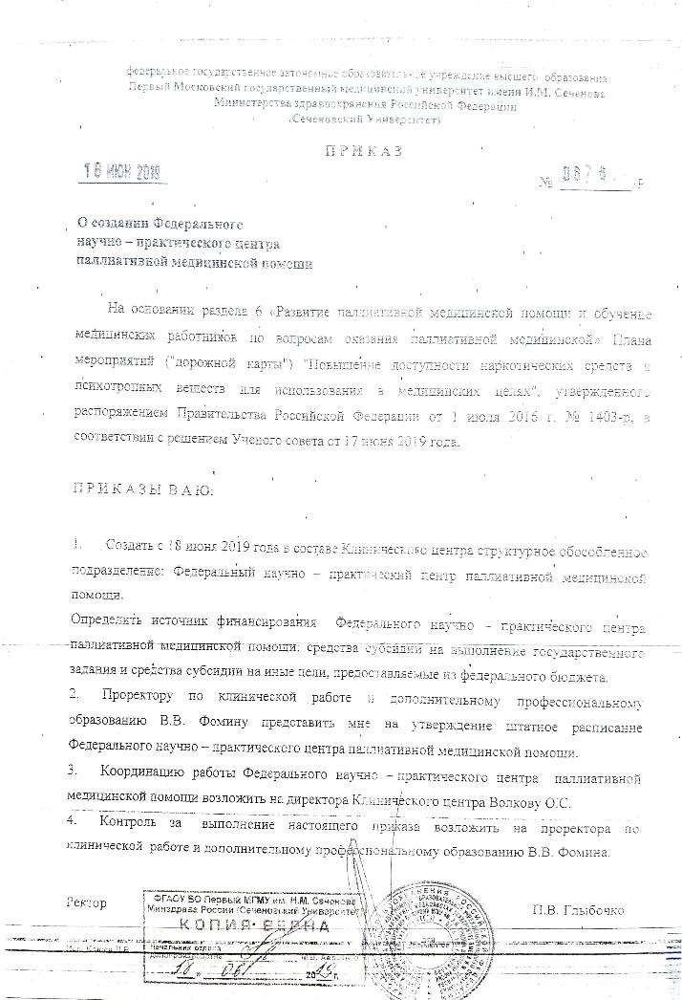 федеральное государственное автономное образовательное учреждение высшего образования
Первый Московский государственный медицинский университет имени И.М. Сеченова
Министерства здравоохранения Российской Федерации
(Сеченовский Университет)
П Р И К А З
18 ИЮН 2019
№ 0676 /Р
О создании Федерального
научно – практического центра
паллиативной медицинской помощи
На основании раздела 6 «Развитие паллиативной медицинской помощи и обучение
медицинских работников по вопросам оказания паллиативной медицинской» Плана
мероприятий ("дорожной карты") "Повышение доступности наркотических средств и
психотропных веществ для использования в медицинских целях", утвержденного
распоряжением Правительства Российской Федерации от 1 июля 2016 г. № 1403-р, в
соответствии с решением Ученого совета от 17 июня 2019 года.
П Р И К А З Ы В А Ю:
1. Создать с 18 июня 2019 года в составе Клинического центра структурное обособленное
подразделение: Федеральный научно – практический центр паллиативной медицинской
помощи.
Определить источник финансирования Федерального научно – практического центра
паллиативной медицинской помощи: средства субсидии на выполнение государственного
задания и средства субсидии на иные цели, предоставляемые из федерального бюджета.
2. Проректору по клинической работе и дополнительному профессиональному
образованию В.В. Фомину представить мне на утверждение штатное расписание
Федерального научно – практического центра паллиативной медицинской помощи.
3. Координацию работы Федерального научно – практического центра паллиативной
медицинской помощи возложить на директора Клинического центра Волкову О.С.
4. Контроль за выполнение настоящего приказа возложить на проректора по
клинической работе и дополнительному профессиональному образованию В.В. Фомина.
Ректор
П.В. Глыбочко
ФГАОУ ВО Первый МГМУ им. И.М. Сеченова
Минздрава России (Сеченовский Университет)
КОПИЯ ВЕРНА
Начальник отдела
делопроизводства
2019г.